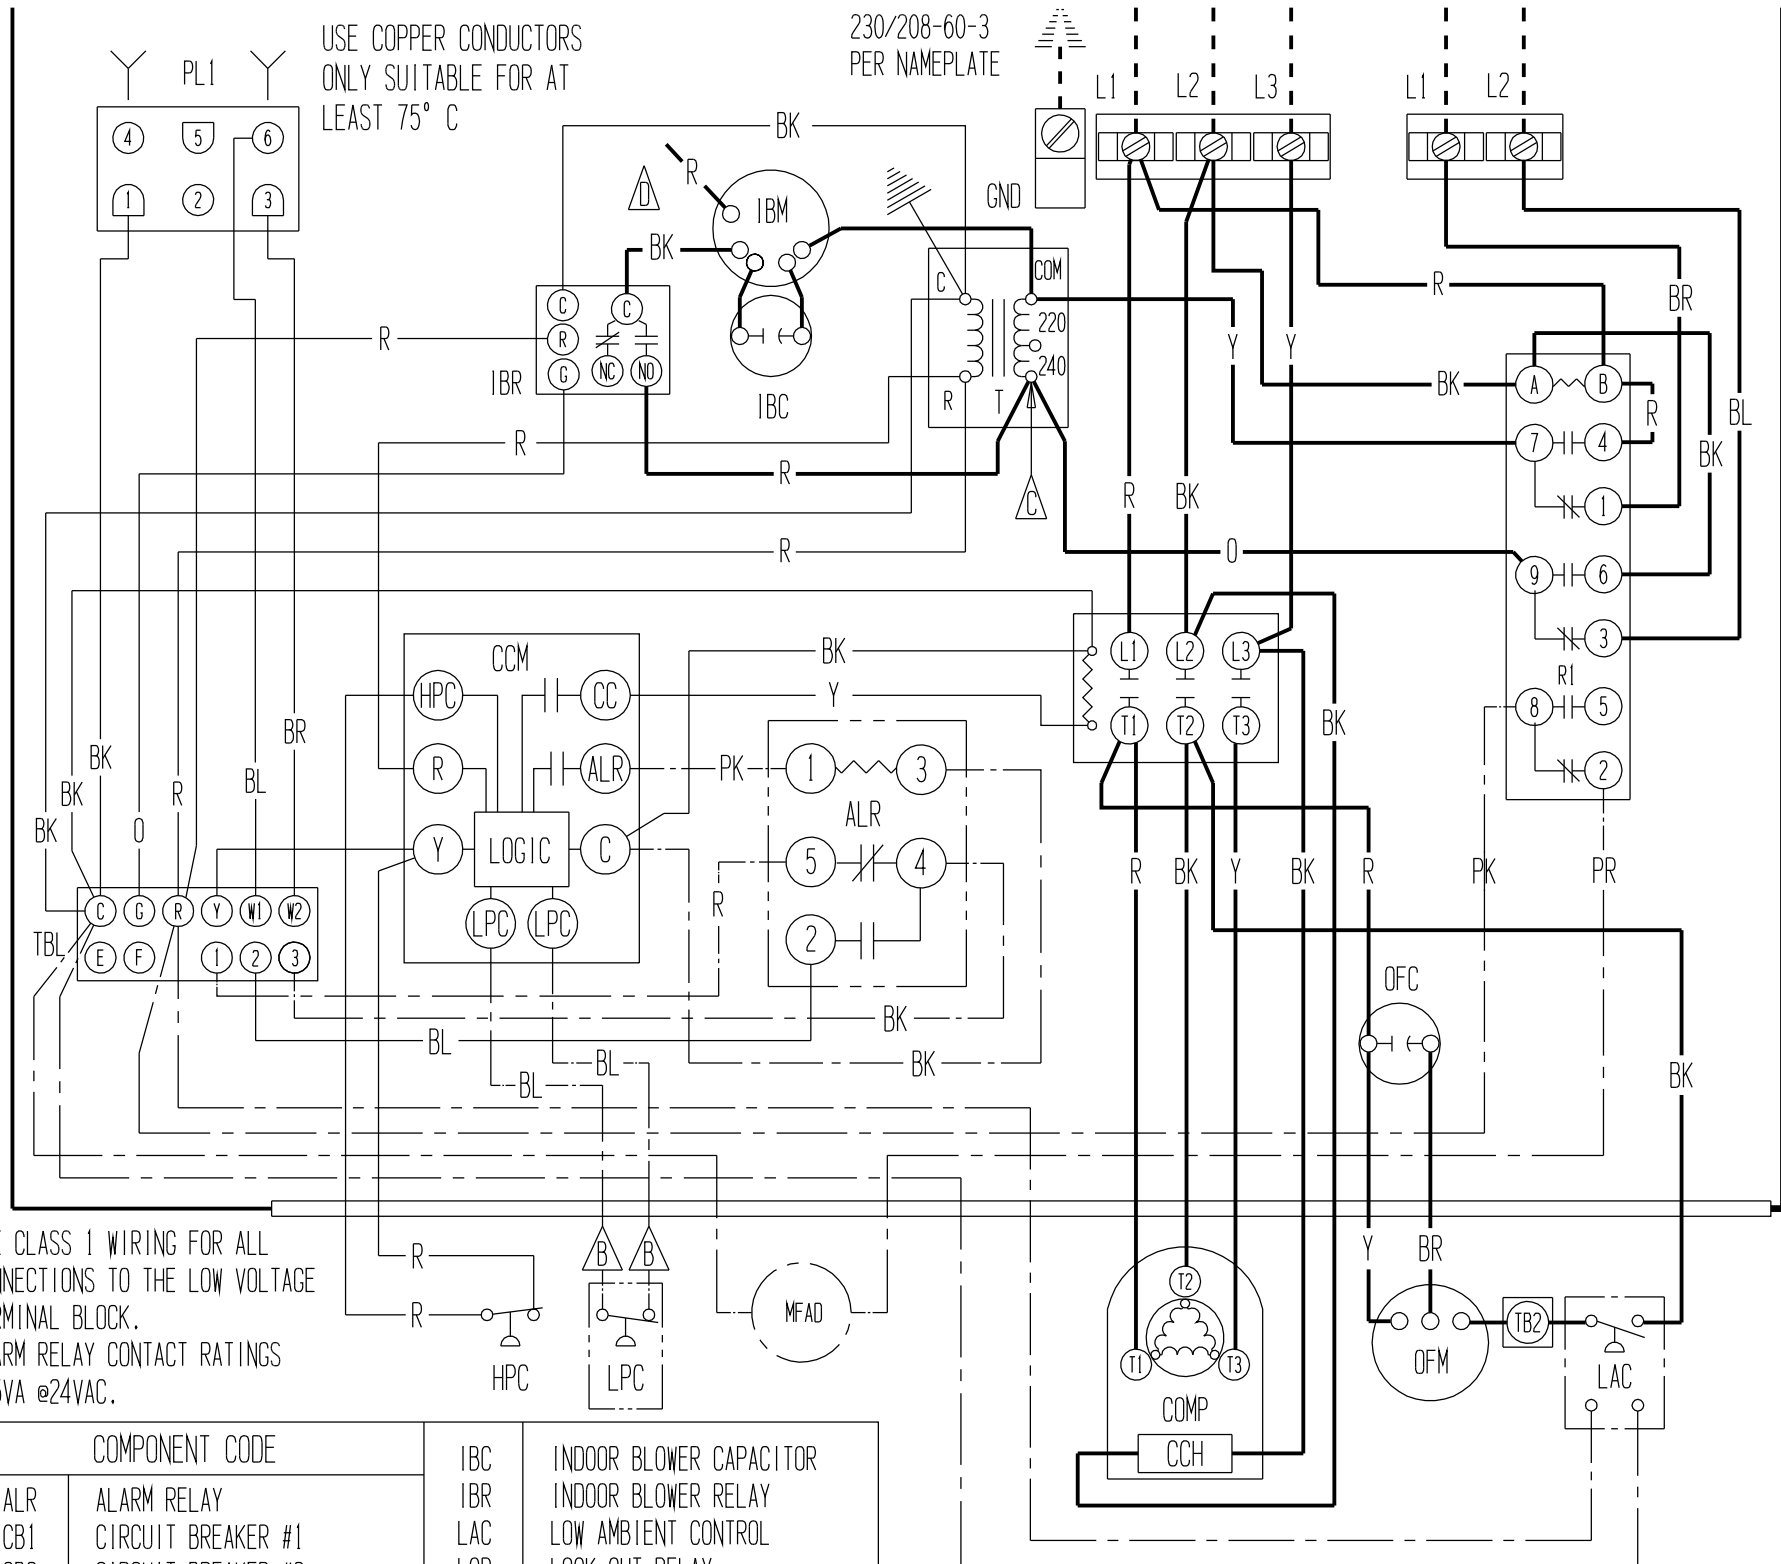 USE COPPER CONDUCTORS
ONLY SUITABLE FOR AT
LEAST 75° C
230/208-60-3
PER NAMEPLATE
PL1
4 5 6
1 2 3
GND
L1 L2 L3
L1 L2
BK
R
D
IBM
BK
C
R
G
C
NC NO
IBR
IBC
C
COM
220
240
R T
C
R
R
R
R
O
Y
Y
R
BK
R
BK
BR
BL
R
BK
A B
7 4
1
9 6
3
R1
8 5
2
CCM
HPC
R
Y
CC
ALR
C
LOGIC
LPC LPC
BK
Y
PK
1 3
ALR
5 4
2
R
L1 L2 L3
T1 T2 T3
BK
R BK Y BK R PK PR
BK
BK
BK
O
R
BL
BR
C G R Y W1 W2
TBL
E F 1 2 3
BK
BL
BK
BL
BL
OFC
BK
CLASS 1 WIRING FOR ALL
NECTIONS TO THE LOW VOLTAGE
MINAL BLOCK.
RM RELAY CONTACT RATINGS
VA @24VAC.
R
R
HPC
B B
LPC
MFAD
T2
T1 T3
COMP
CCH
Y BR
OFM
TB2
LAC
COMPONENT CODE
ALR ALARM RELAY
CB1 CIRCUIT BREAKER #1
IBC INDOOR BLOWER CAPACITOR
IBR INDOOR BLOWER RELAY
LAC LOW AMBIENT CONTROL